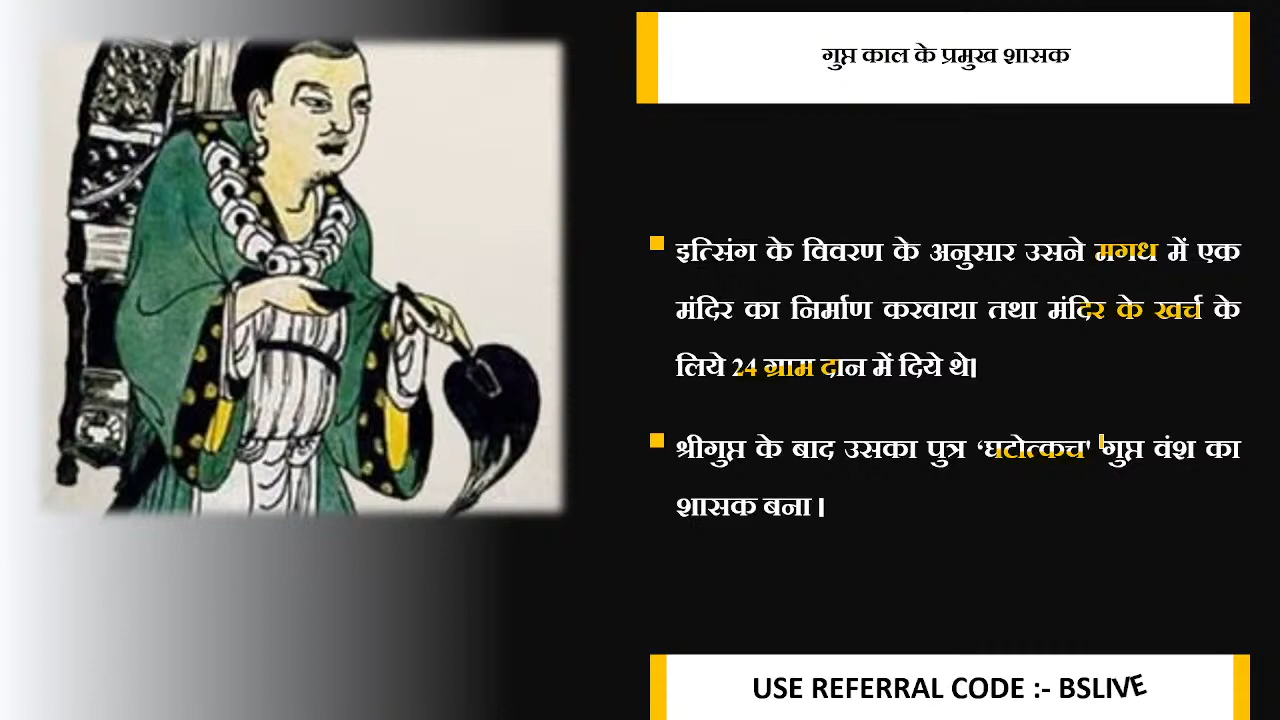 गुप्त काल के प्रमुख शासक
इत्सिंग के विवरण के अनुसार उसने मगध में एक
मंदिर का निर्माण करवाया तथा मंदिर के खर्च के
लिये 24 ग्राम दान में दिये थे।
श्रीगुप्त के बाद उसका पुत्र ‘घटोत्कच' गुप्त वंश का
शासक बना।
USE REFERRAL CODE :- BSLIVE